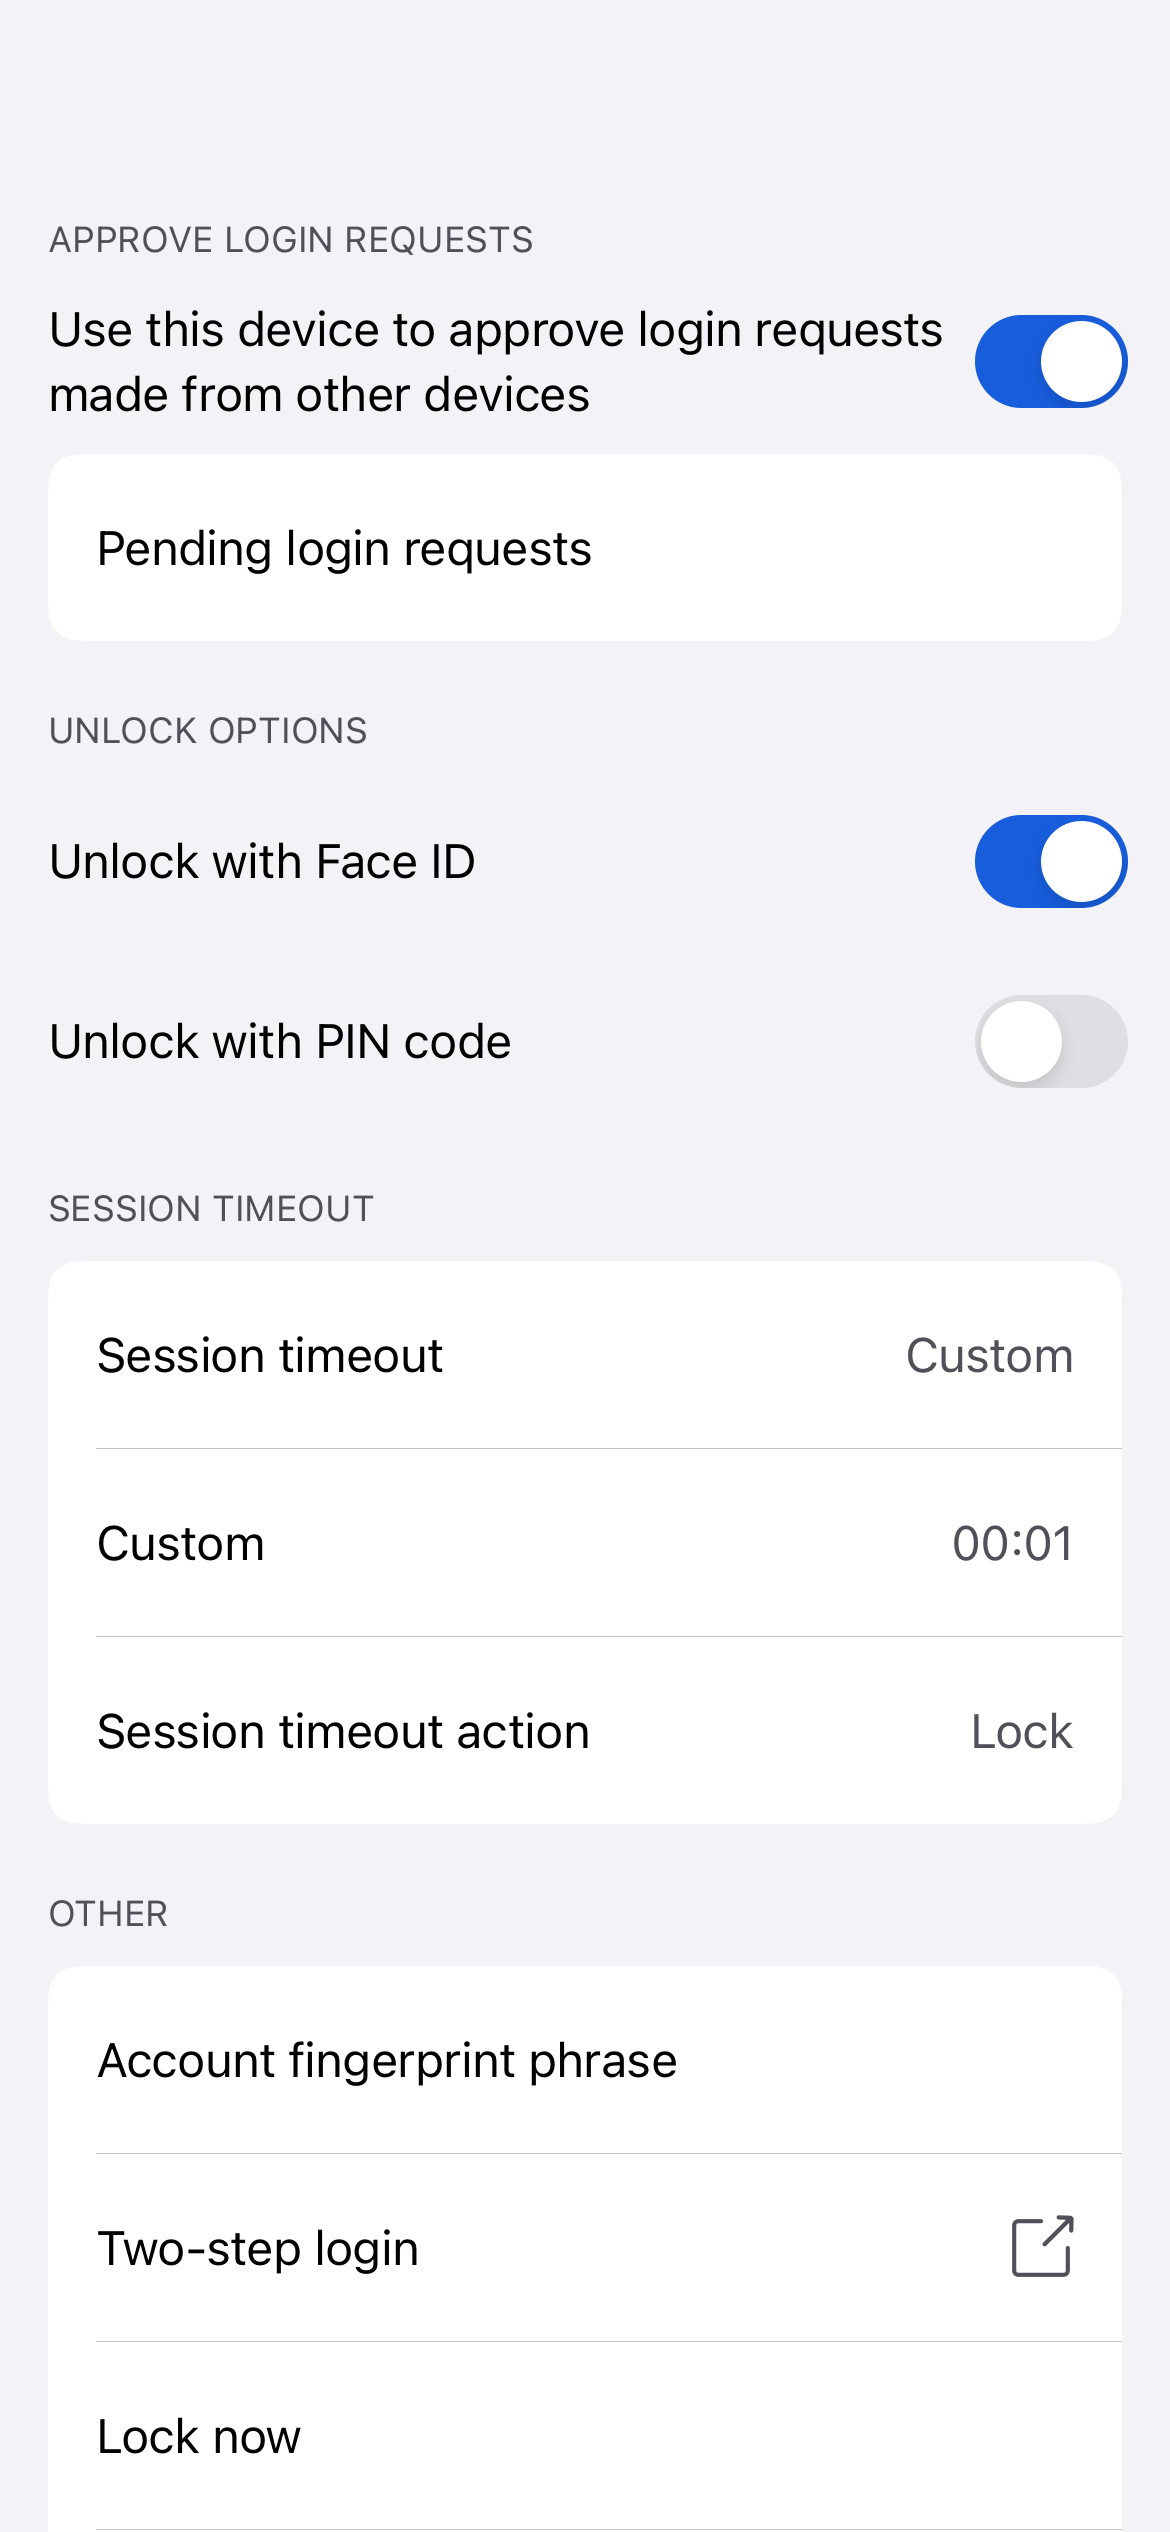 APPROVE LOGIN REQUESTS
Use this device to approve login requests
made from other devices
Pending login requests
UNLOCK OPTIONS
Unlock with Face ID
Unlock with PIN code
SESSION TIMEOUT
Session timeout Custom
Custom 00:01
Session timeout action Lock
OTHER
Account fingerprint phrase
Two-step login
Lock now